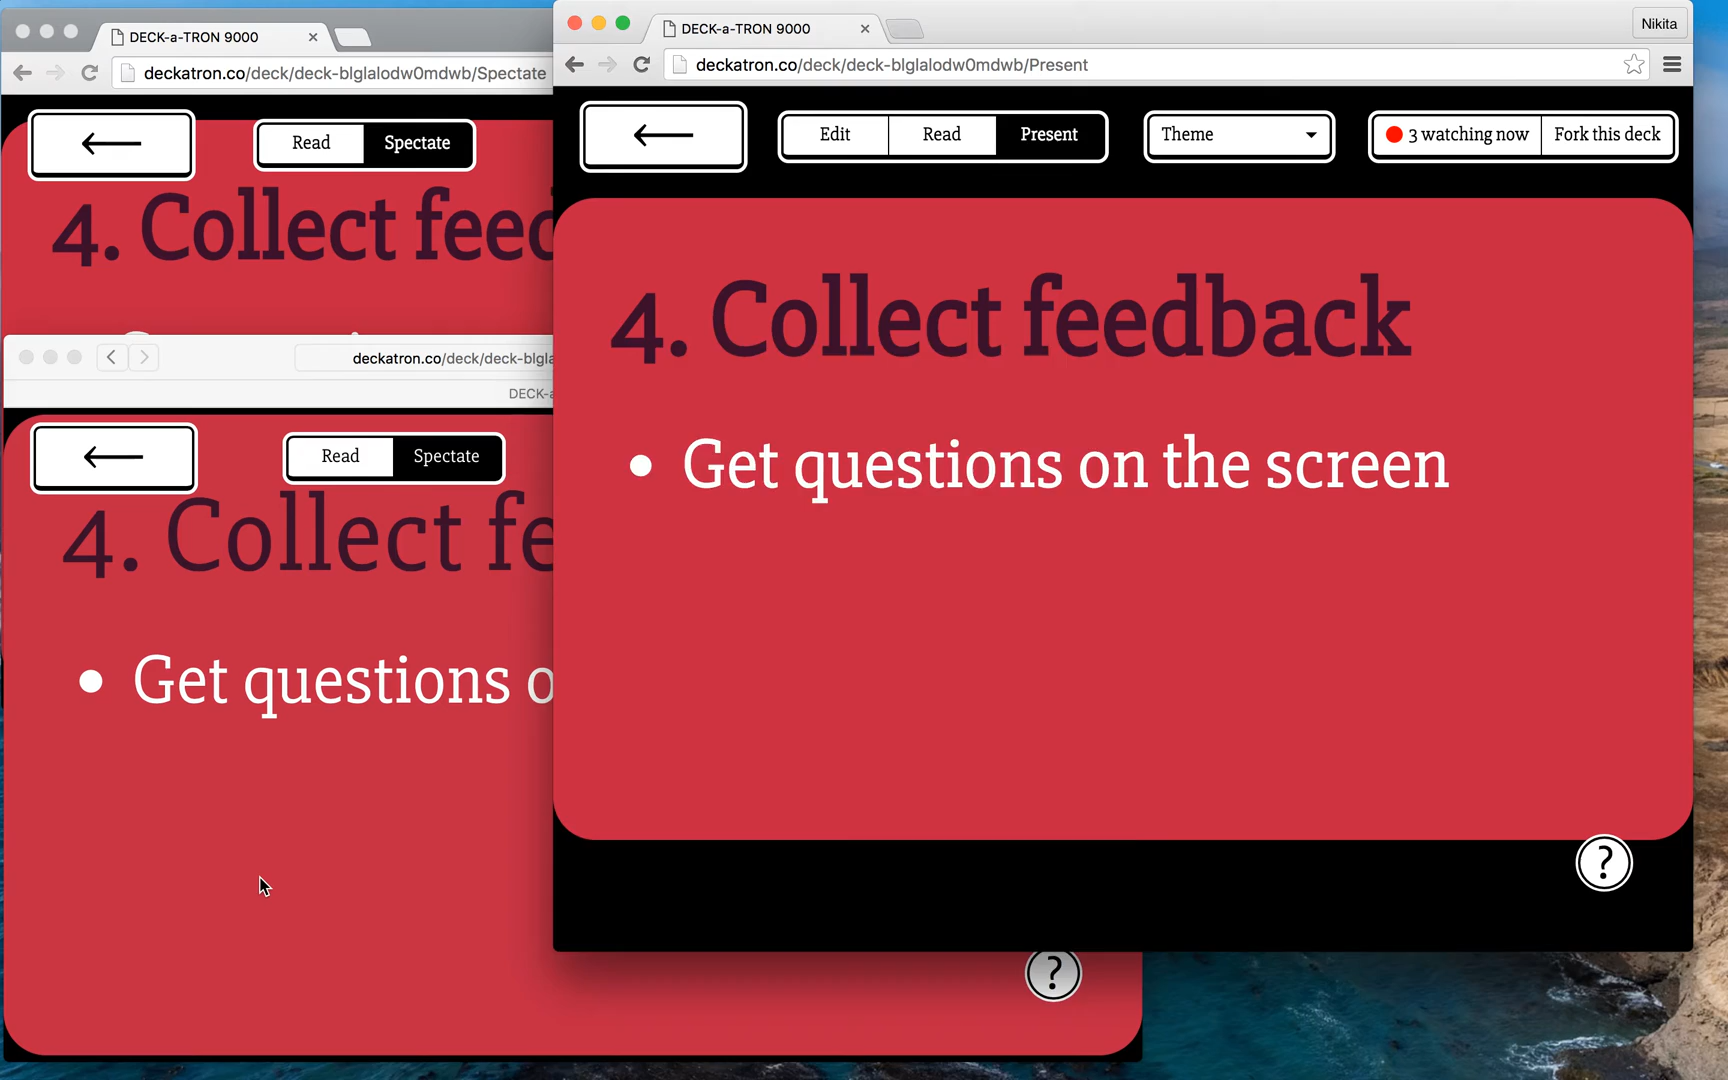 DECK-a-TRON 9000
deckatron.co/deck/deck-blglalodw0mdwb/Spectate
Read
Spectate
4. Collect feed
deckatron.co/deck/deck-blgla
DECK-a
Read
Spectate
4. Collect fe
Get questions o
?
DECK-a-TRON 9000
Nikita
deckatron.co/deck/deck-blglalodw0mdwb/Present
Edit
Read
Present
Theme
3 watching now
Fork this deck
4. Collect feedback
• Get questions on the screen
?